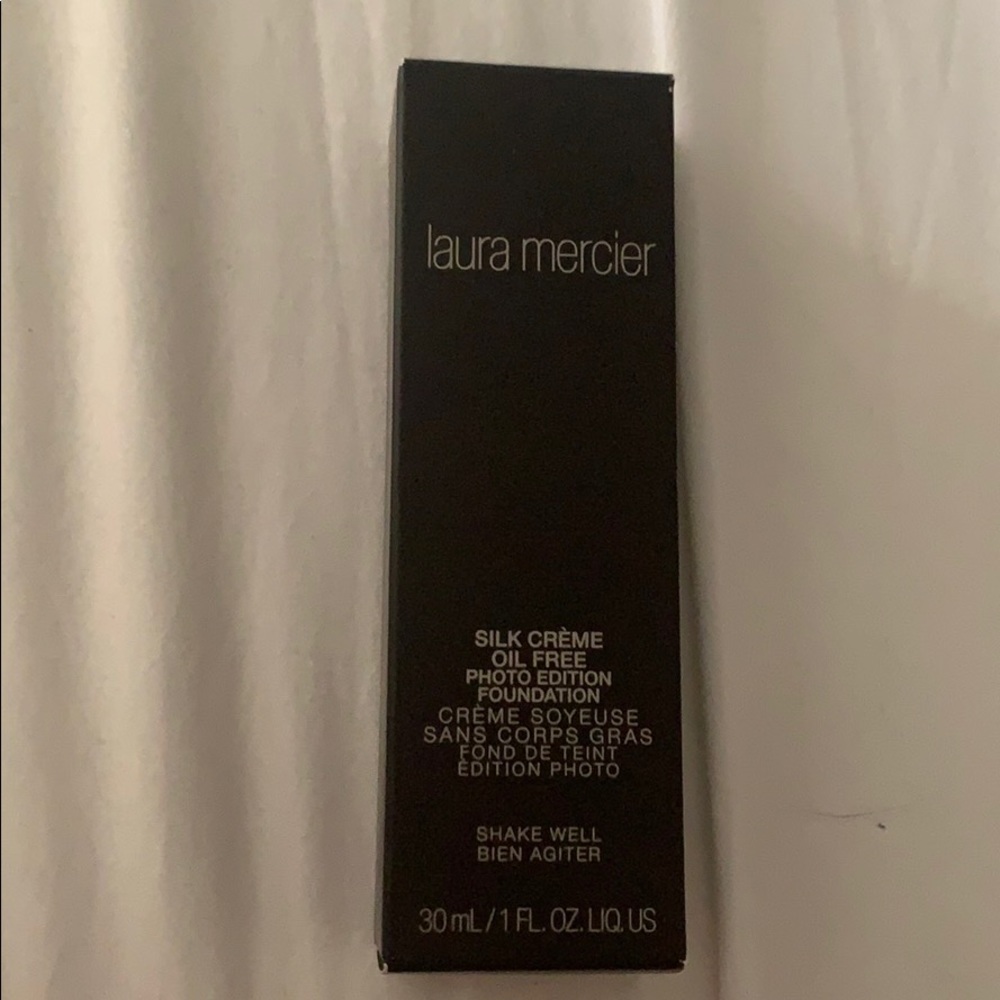 laura mercier
SILK CRÈME
OIL FREE
PHOTO EDITION
FOUNDATION
CRÈME SOYEUSE
SANS CORPS GRAS
FOND DE TEINT
ÉDITION PHOTO
SHAKE WELL
BIEN AGITER
30 mL / 1 FL. OZ. LIQ. US